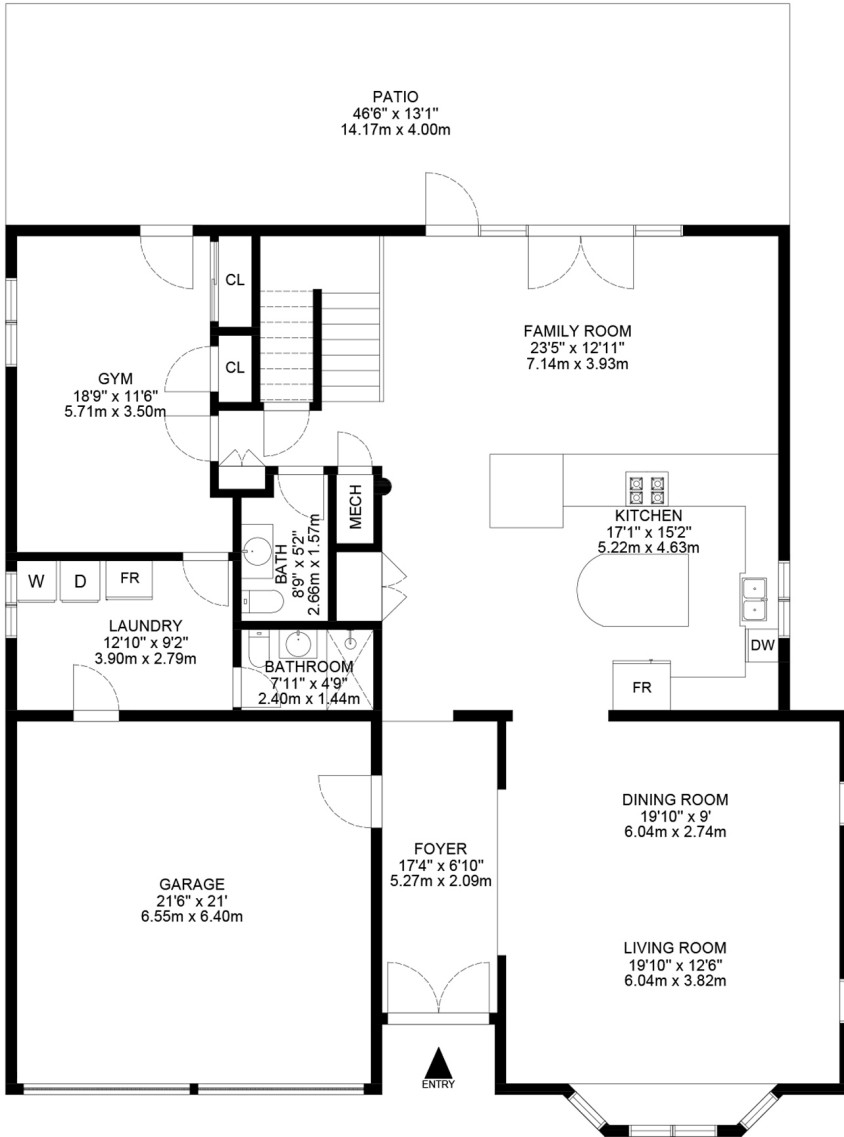 PATIO
46'6" x 13'1"
14.17m x 4.00m
CL
FAMILY ROOM
23'5" x 12'11"
7.14m x 3.93m
CL
GYM
18'9" x 11'6"
5.71m x 3.50m
MECH
KITCHEN
17'1" x 15'2"
5.22m x 4.63m
BATH
8'9" x 5'2"
2.66m x 1.57m
W
D
FR
LAUNDRY
12'10" x 9'2"
3.90m x 2.79m
DW
BATHROOM
7'11" x 4'9"
2.40m x 1.44m
FR
DINING ROOM
19'10" x 9'
6.04m x 2.74m
FOYER
17'4" x 6'10"
5.27m x 2.09m
GARAGE
21'6" x 21'
6.55m x 6.40m
LIVING ROOM
19'10" x 12'6"
6.04m x 3.82m
ENTRY